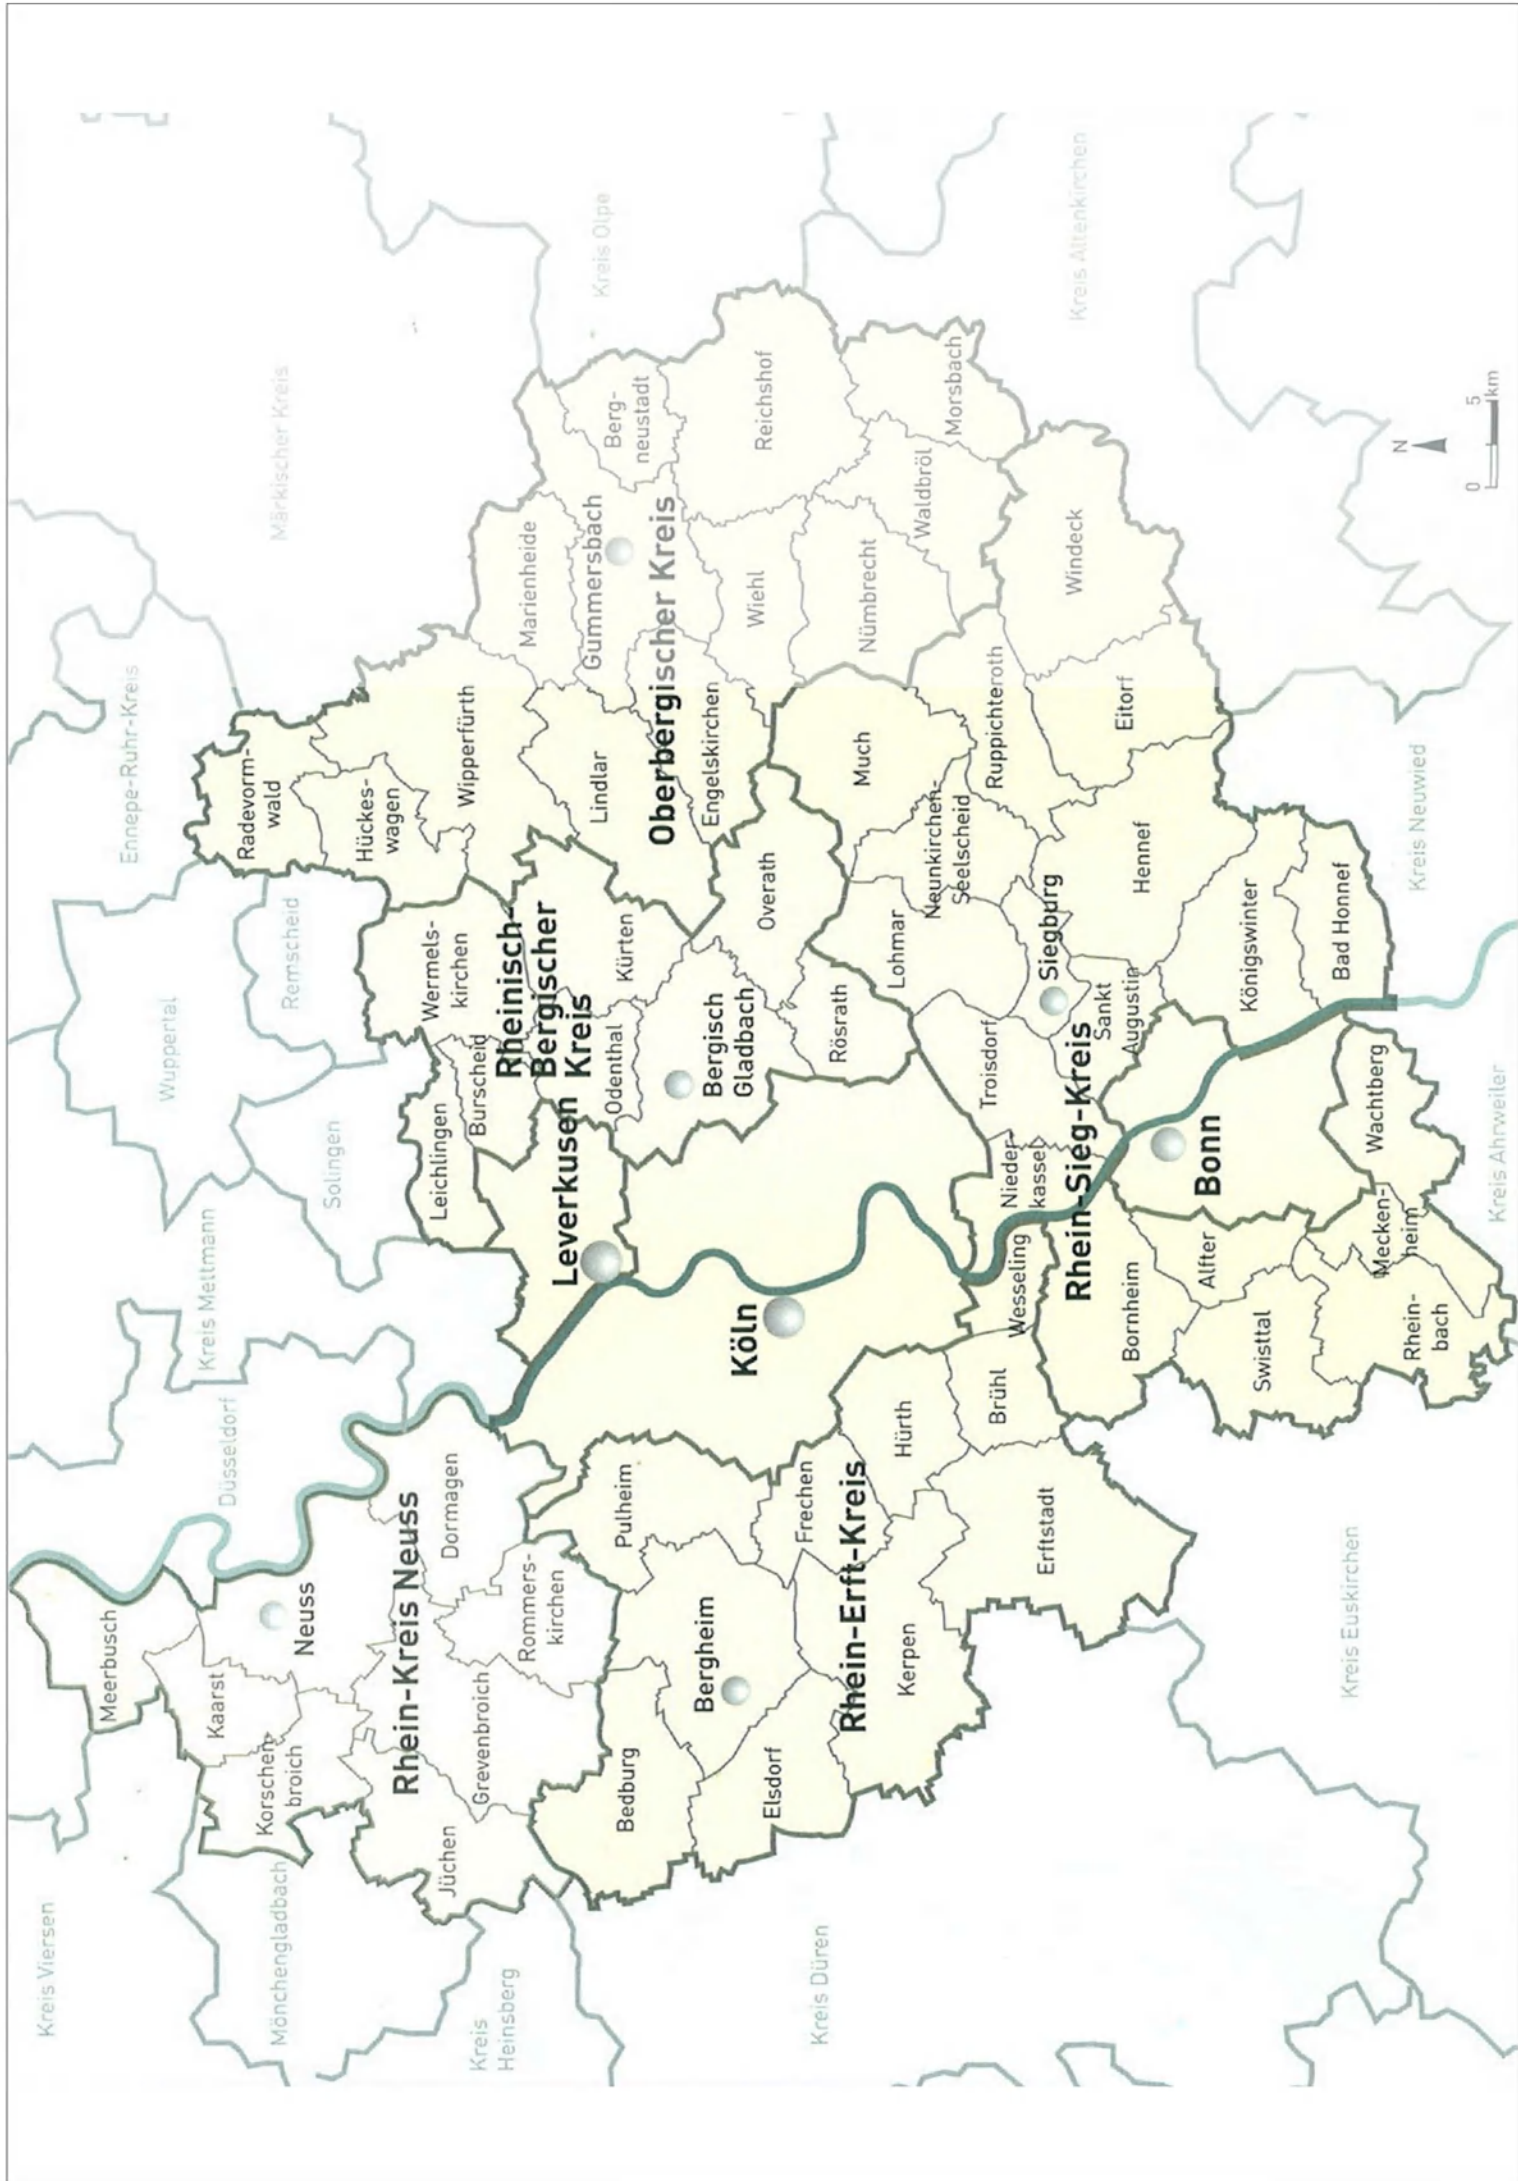 Kreis Viersen
Meerbusch
Ennepe-Ruhr-Kreis
Wuppertal
Düsseldorf
Kreis Mettmann
Mönchengladbach
Korschen-
broich
Kaarst
Neuss
Solingen
Remscheid
Radevorm-
wald
Märkischer Kreis
Hückes-
wagen
Jüchen
Rhein-Kreis Neuss
Dormagen
Grevenbroich
Leichlingen
Burscheid
Wermels-
kirchen
Wipperfürth
Kreis
Heinsberg
Rommers-
kirchen
Rheinisch-
Bergischer
Kreis
Marienheide
Leverkusen
Odenthal
Kürten
Lindlar
Gummersbach
Berg-
neustadt
Kreis Olpe
Bedburg
Pulheim
Oberbergischer Kreis
Bergheim
Köln
Bergisch
Gladbach
Engelskirchen
Overath
Wiehl
Reichshof
Kreis Düren
Elsdorf
Frechen
Rösrath
Much
Nümbrecht
Rhein-Erft-Kreis
Kerpen
Hürth
Lohmar
Neunkirchen-
Seelscheid
Waldbröl
Morsbach
Brühl
Wesseling
Nieder-
kassel
Troisdorf
Ruppichteroth
Erftstadt
Siegburg
Windeck
Kreis Altenkirchen
Rhein-Sieg-Kreis
Sankt
Augustin
Hennef
Eitorf
Bornheim
Alfter
Bonn
Königswinter
Swisttal
Bad Honnef
Kreis Euskirchen
Rhein-
bach
Mecken-
heim
Wachtberg
Kreis Neuwied
Kreis Ahrweiler
N
0 5
km